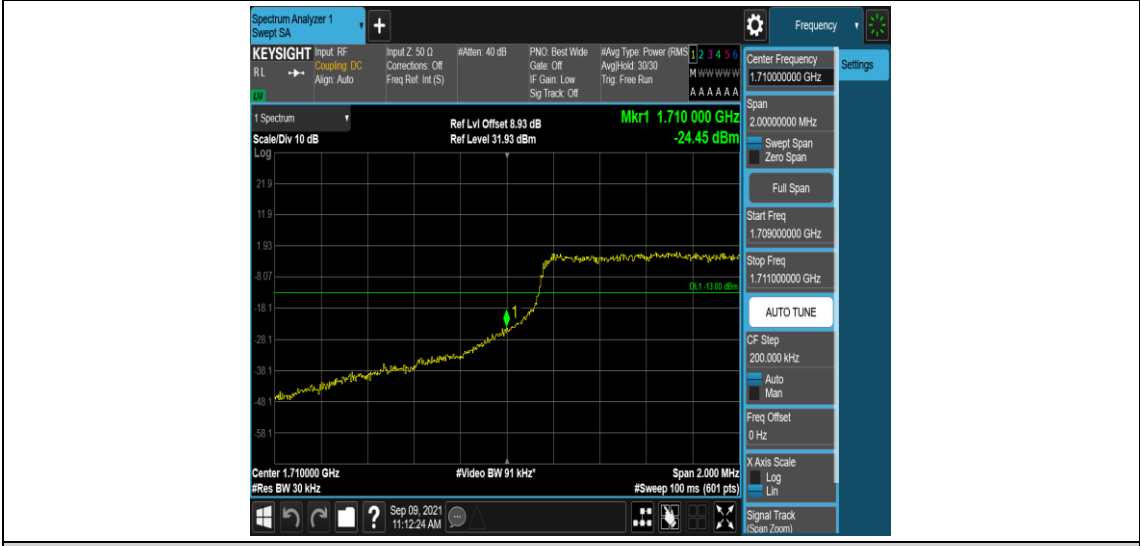 Spectrum Analyzer 1
Swept SA
Frequency
KEYSIGHT
RL
LM
Input: RF
Coupling: DC
Align: Auto
Input Z: 50 Ω
Corrections: Off
Freq Ref: Int (S)
#Atten: 40 dB
PNO: Best Wide
Gate: Off
IF Gain: Low
Sig Track: Off
#Avg Type: Power (RMS
Avg|Hold: 30/30
Trig: Free Run
1 2 3 4 5 6
M W W W W W
A A A A A A
1 Spectrum
Scale/Div 10 dB
Log
Ref Lvl Offset 8.93 dB
Ref Level 31.93 dBm
Mkr1 1.710 000 GHz
-24.45 dBm
21.9
11.9
1.93
-8.07
-18.1
-28.1
-38.1
-48.1
-58.1
DL1 -13.00 dBm
1
Center 1.710000 GHz
#Res BW 30 kHz
#Video BW 91 kHz*
Span 2.000 MHz
#Sweep 100 ms (601 pts)
Sep 09, 2021
11:12:24 AM
?
Center Frequency
1.710000000 GHz
Settings
Span
2.00000000 MHz
Swept Span
Zero Span
Full Span
Start Freq
1.709000000 GHz
Stop Freq
1.711000000 GHz
AUTO TUNE
CF Step
200.000 kHz
Auto
Man
Freq Offset
0 Hz
X Axis Scale
Log
Lin
Signal Track
(Span Zoom)